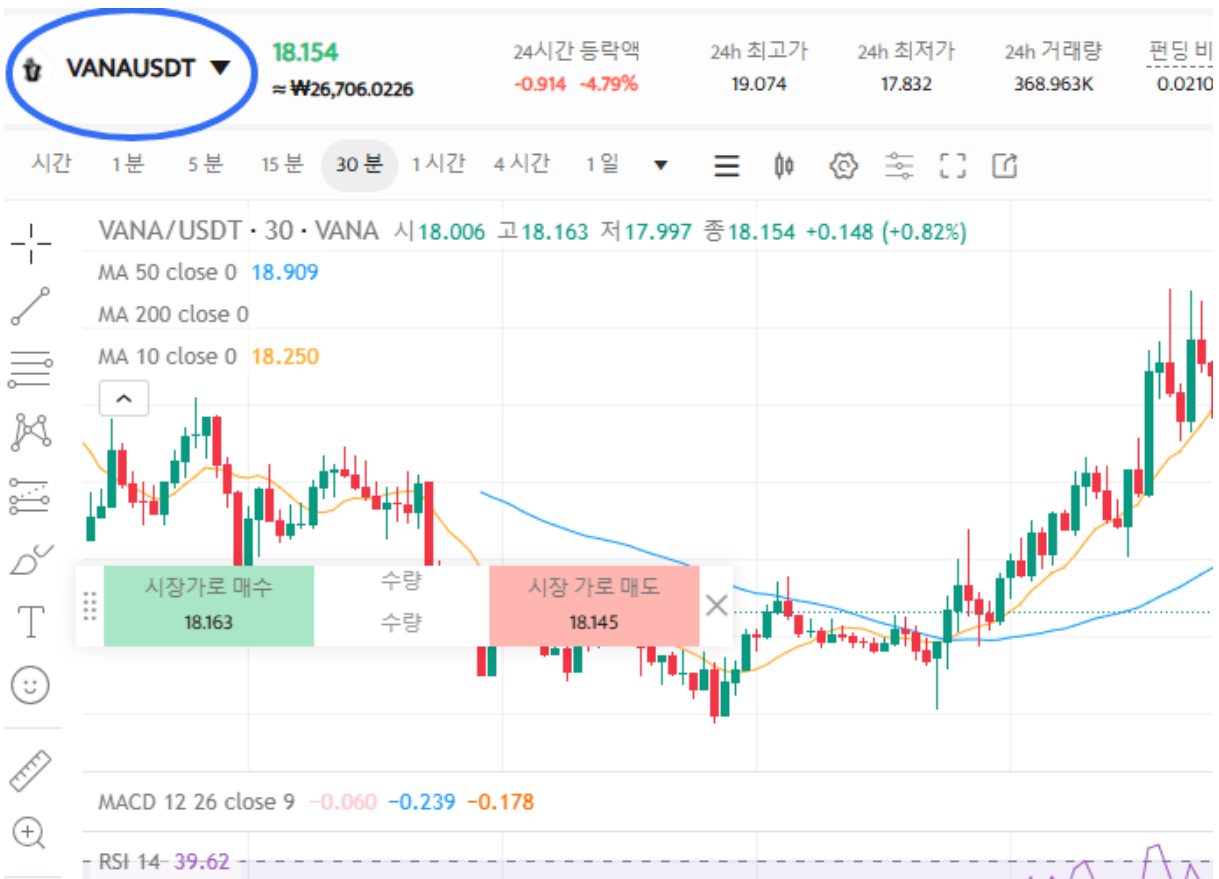 VANAUSDT ▼
18.154
≈ ₩26,706.0226
24시간 등락액
-0.914 -4.79%
24h 최고가
19.074
24h 최저가
17.832
24h 거래량
368.963K
펀딩 비
0.0210
시간 1분 5분 15분 30분 1시간 4시간 1일 ▼
VANA/USDT · 30 · VANA 시18.006 고18.163 저17.997 종18.154 +0.148 (+0.82%)
MA 50 close 0 18.909
MA 200 close 0
MA 10 close 0 18.250
시장가로 매수
18.163
수량
수량
시장 가로 매도
18.145
MACD 12 26 close 9 −0.060 −0.239 −0.178
RSI 14 39.62